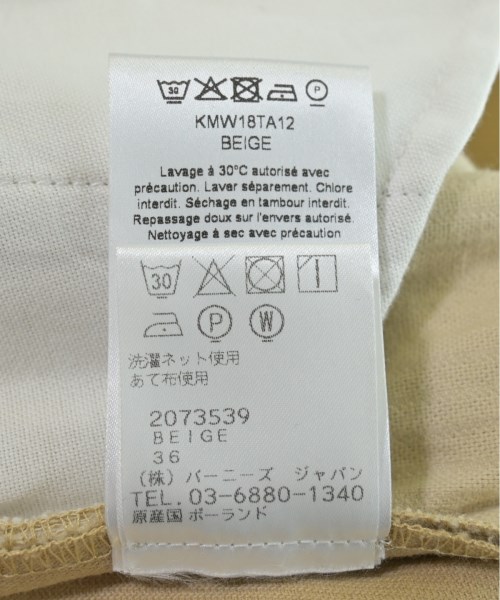 30 P
KMW18TA12
BEIGE
Lavage à 30°C autorisé avec
précaution. Laver séparement. Chlore
interdit. Séchage en tambour interdit.
Repassage doux sur l'envers autorisé.
Nettoyage à sec avec précaution
30
P W
洗濯ネット使用
あて布使用
2073539
BEIGE
36
(株) バーニーズ ジャパン
TEL. 03-6880-1340
原産国 ポーランド